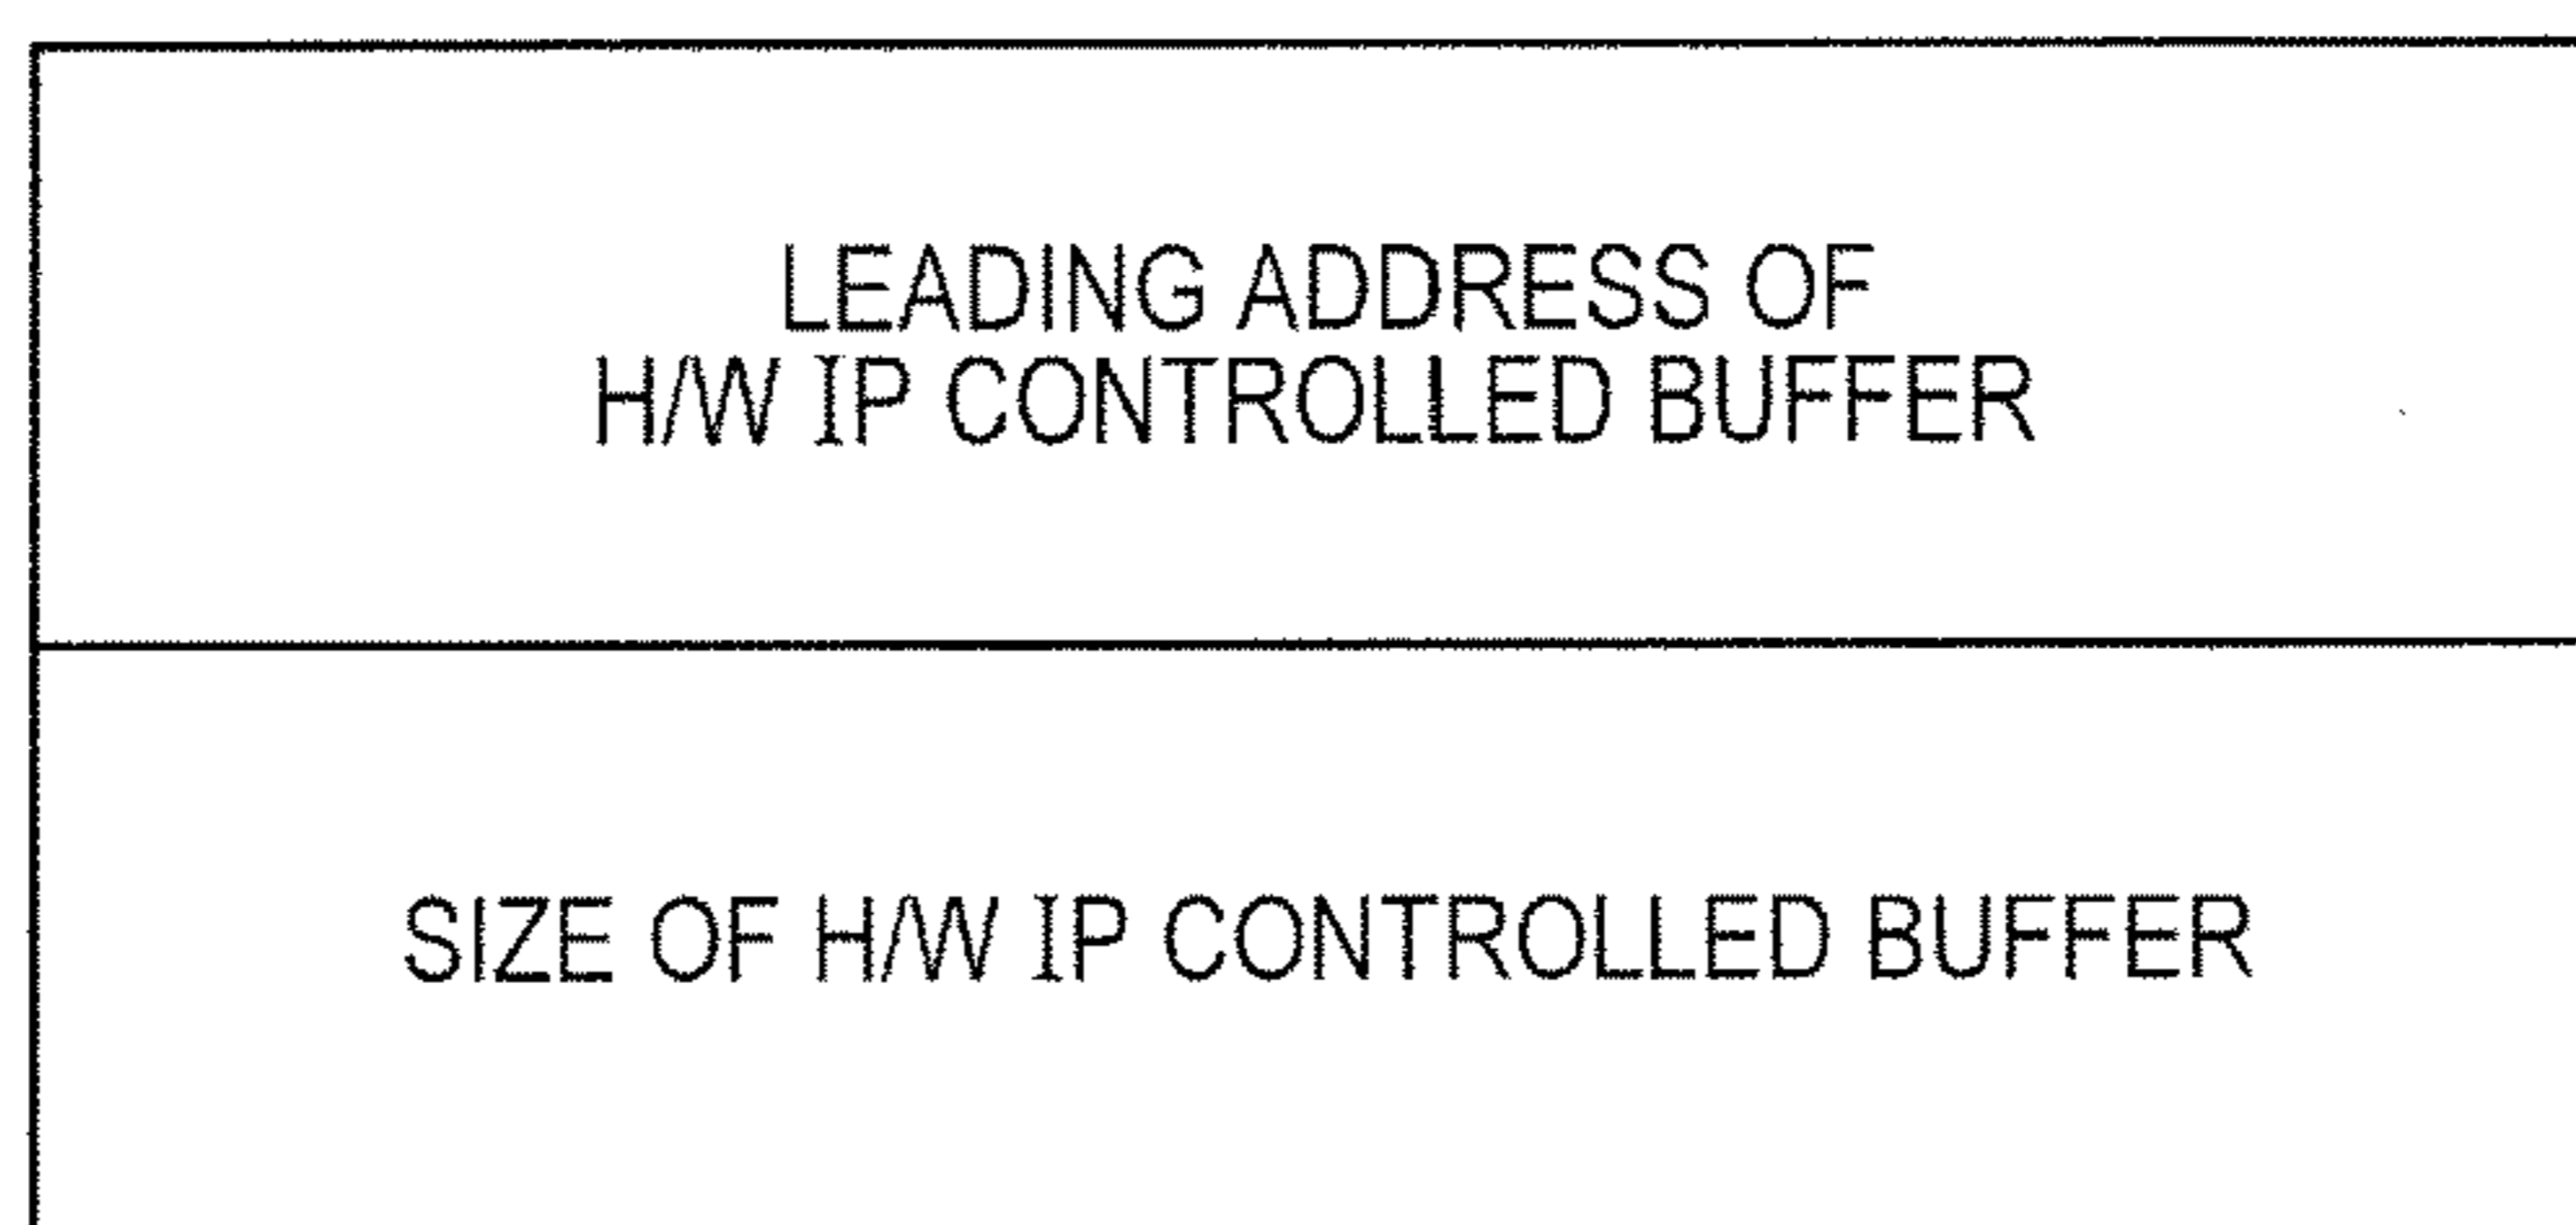 LEADING ADDRESS OF
H/W IP CONTROLLED BUFFER
SIZE OF H/W IP CONTROLLED BUFFER